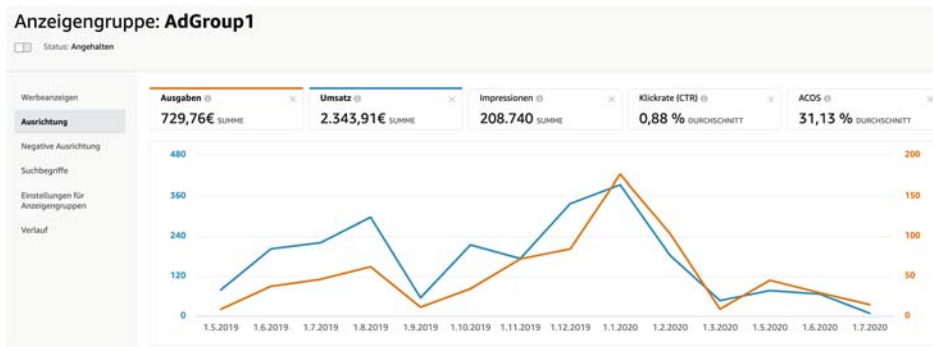 Anzeigengruppe: AdGroup1
Status: Angehalten
Werbeanzeigen
Ausrichtung
Negative Ausrichtung
Suchbegriffe
Einstellungen für
Anzeigengruppen
Verlauf
Ausgaben
729,76€ SUMME
Umsatz
2.343,91€ SUMME
Impressionen
208.740 SUMME
Klickrate (CTR)
0,88 % DURCHSCHNITT
ACOS
31,13 % DURCHSCHNITT
480 200
360 150
240 100
120 50
0 0
1.5.2019 1.6.2019 1.7.2019 1.8.2019 1.9.2019 1.10.2019 1.11.2019 1.12.2019 1.1.2020 1.2.2020 1.3.2020 1.5.2020 1.6.2020 1.7.2020